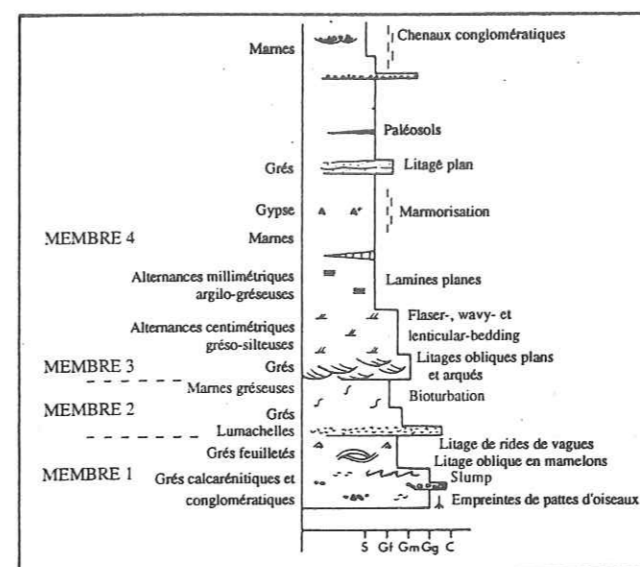 Marnes
Chenaux conglomératiques
Paléosols
Grés
Litagé plan
Gypse
Marmorisation
MEMBRE 4
Marnes
Alternances millimétriques
argilo-gréseuses
Lamines planes
Alternances centimétriques
gréso-silteuses
Flaser-, wavy- et
lenticular-bedding
MEMBRE 3
Grés
Litages obliques plans
et arqués
Marnes gréseuses
Bioturbation
MEMBRE 2
Grés
Lumachelles
Grés feuilletés
Litage de rides de vagues
Litage oblique en mamelons
MEMBRE 1
Grés calcarénitiques et
conglomératiques
Slump
Empreintes de pattes d'oiseaux
S Gf Gm Gg C